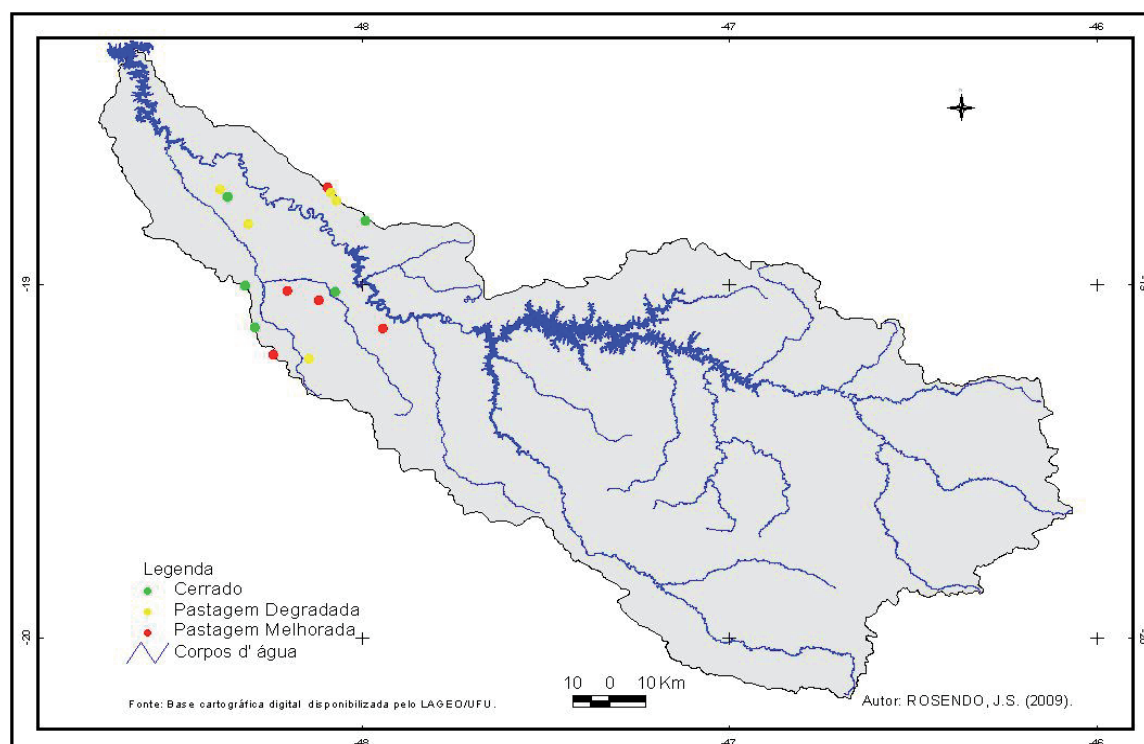 -48 -47 -46
-19
-20
Legenda
Cerrado
Pastagem Degradada
Pastagem Melhorada
Corpos d' água
10 0 10 Km
Fonte: Base cartográfica digital disponibilizada pelo LAGEO/UFU.
Autor: ROSENDO, J.S. (2009).
-48 -47 -46